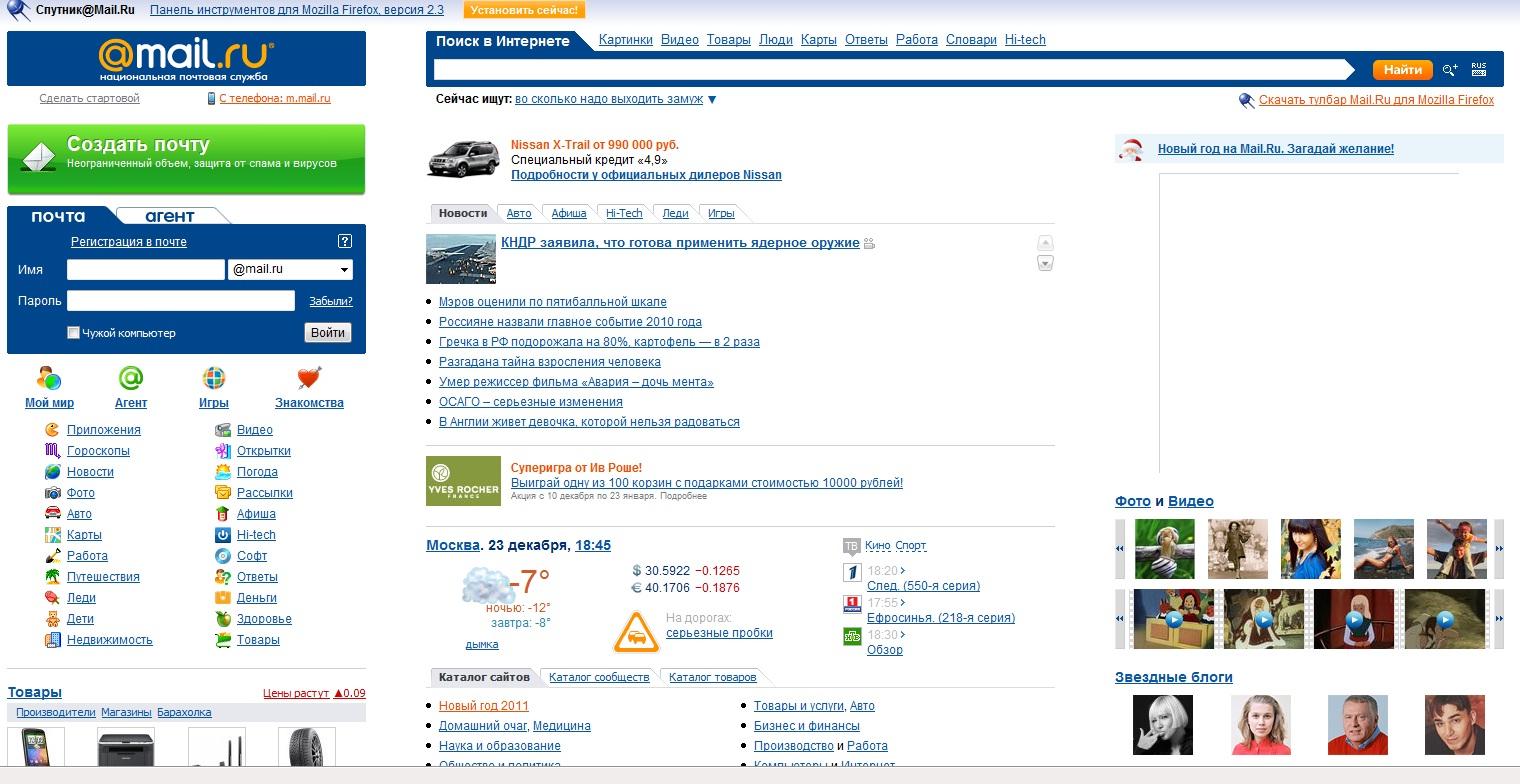 Спутник@Mail.Ru Панель инструментов для Mozilla Firefox, версия 2.3 Установить сейчас!
@mail.ru®
национальная почтовая служба
Сделать стартовой С телефона: m.mail.ru
Поиск в Интернете Картинки Видео Товары Люди Карты Ответы Работа Словари Hi-tech
Найти RUS
Сейчас ищут: во сколько надо выходить замуж ▼ Скачать тулбар Mail.Ru для Mozilla Firefox
Создать почту
Неограниченный объем, защита от спама и вирусов
почта агент
Регистрация в почте ?
Имя @mail.ru
Пароль Забыли?
Чужой компьютер Войти
Мой мир Агент Игры Знакомства
Приложения Видео
Гороскопы Открытки
Новости Погода
Фото Рассылки
Авто Афиша
Карты Hi-tech
Работа Софт
Путешествия Ответы
Леди Деньги
Дети Здоровье
Недвижимость Товары
Товары Цены растут ▲0.09
Производители Магазины Барахолка
Nissan X-Trail от 990 000 руб.
Специальный кредит «4,9»
Подробности у официальных дилеров Nissan
Новости Авто Афиша Hi-Tech Леди Игры
КНДР заявила, что готова применить ядерное оружие
Мэров оценили по пятибалльной шкале
Россияне назвали главное событие 2010 года
Гречка в РФ подорожала на 80%, картофель — в 2 раза
Разгадана тайна взросления человека
Умер режиссер фильма «Авария – дочь мента»
ОСАГО – серьезные изменения
В Англии живет девочка, которой нельзя радоваться
YVES ROCHER
FRANCE
Суперигра от Ив Роше!
Выиграй одну из 100 корзин с подарками стоимостью 10000 рублей!
Акция с 10 декабря по 23 января. Подробнее
Москва. 23 декабря, 18:45
-7°
ночью: -12°
завтра: -8°
дымка
$ 30.5922 −0.1265
€ 40.1706 −0.1876
На дорогах:
серьезные пробки
ТВ Кино Спорт
1 18:20
След. (550-я серия)
1 РОССИЯ 17:55
Ефросинья. (218-я серия)
НТВ 18:30
Обзор
Каталог сайтов Каталог сообществ Каталог товаров
Новый год 2011 Товары и услуги, Авто
Домашний очаг, Медицина Бизнес и финансы
Наука и образование Производство и Работа
Общество и политика Компьютеры и Интернет
Новый год на Mail.Ru. Загадай желание!
Фото и Видео
Звездные блоги